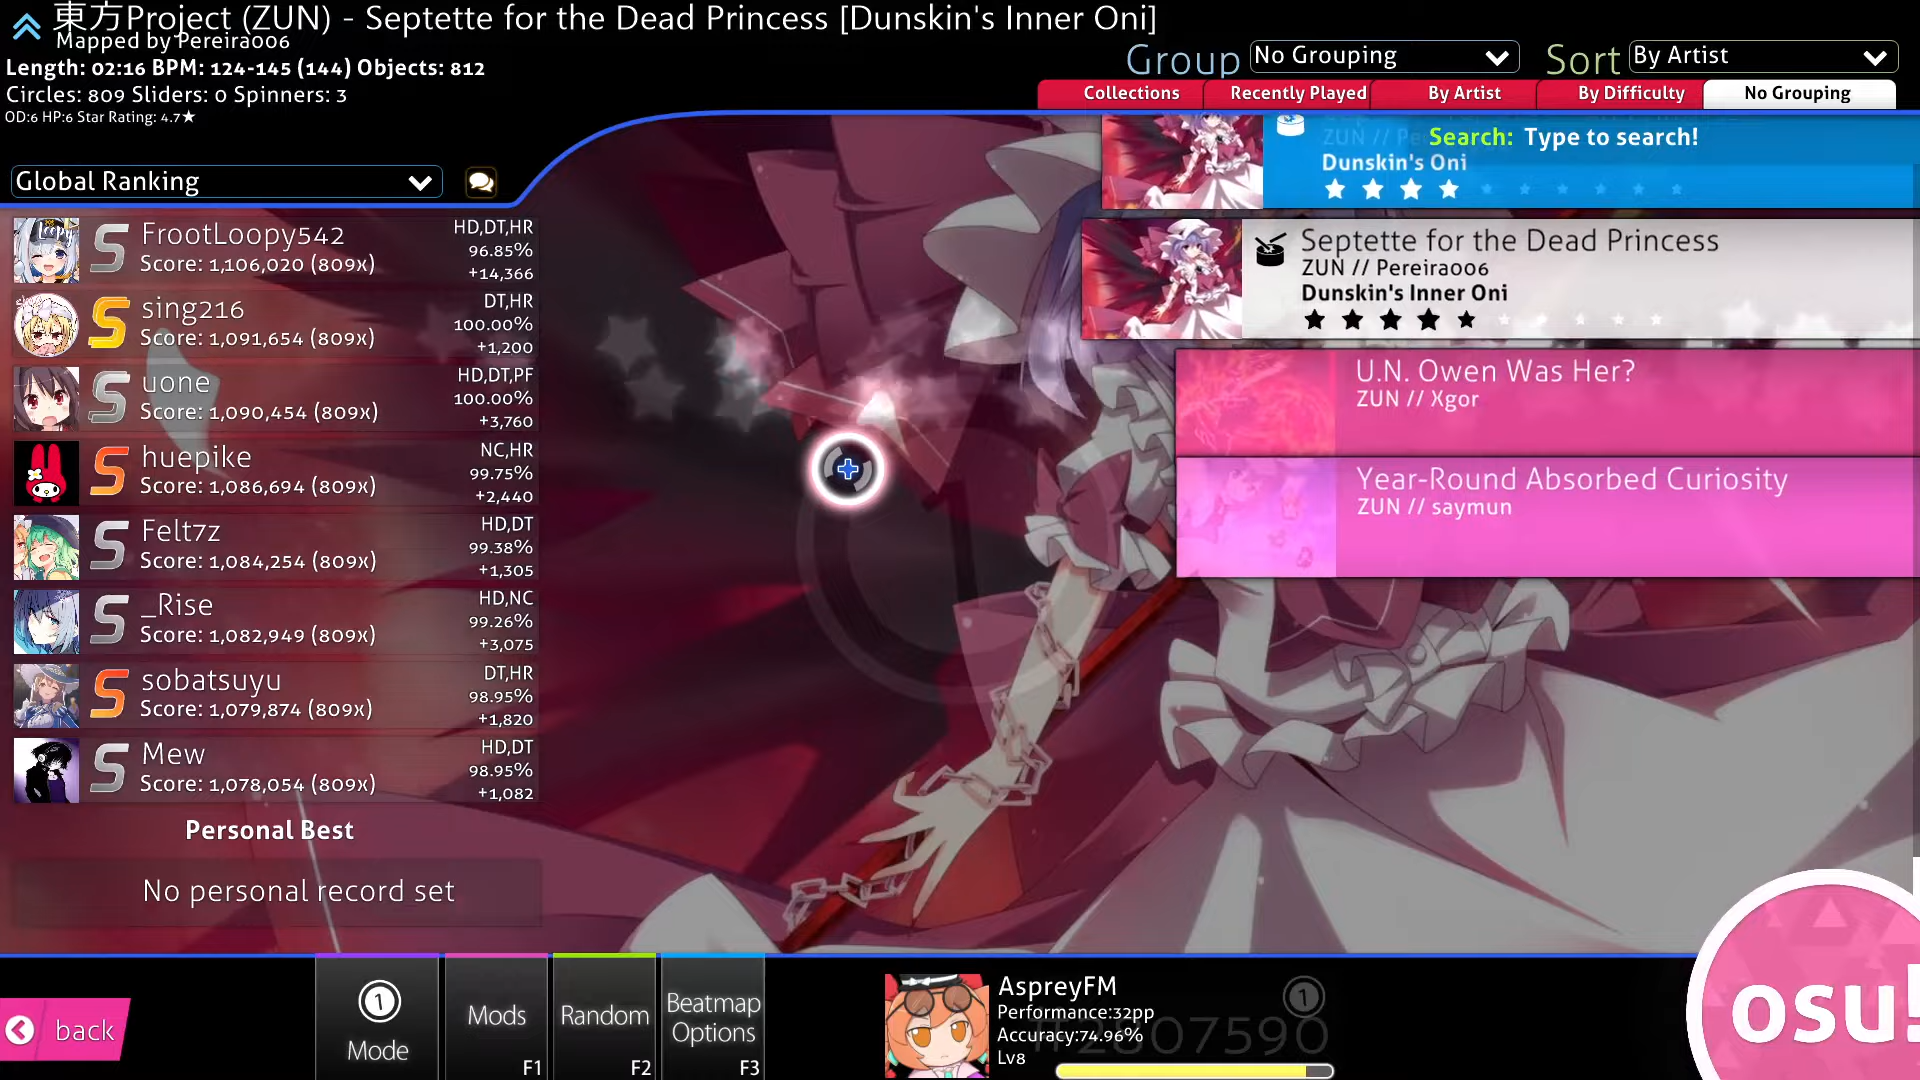 東方Project (ZUN) - Septette for the Dead Princess [Dunskin's Inner Oni]
Mapped by Pereira006
Length: 02:16 BPM: 124-145 (144) Objects: 812
Circles: 809 Sliders: 0 Spinners: 3
OD:6 HP:6 Star Rating: 4.7★
Group No Grouping
Sort By Artist
Collections
Recently Played
By Artist
By Difficulty
No Grouping
Search: Type to search!
Dunskin's Oni
Septette for the Dead Princess
ZUN // Pereira006
Dunskin's Inner Oni
U.N. Owen Was Her?
ZUN // Xgor
Year-Round Absorbed Curiosity
ZUN // saymun
Global Ranking
S FrootLoopy542 HD,DT,HR
Score: 1,106,020 (809x) 96.85%
+14,366
S sing216 DT,HR
Score: 1,091,654 (809x) 100.00%
+1,200
S uone HD,DT,PF
Score: 1,090,454 (809x) 100.00%
+3,760
S huepike NC,HR
Score: 1,086,694 (809x) 99.75%
+2,440
S Felt7z HD,DT
Score: 1,084,254 (809x) 99.38%
+1,305
S _Rise HD,NC
Score: 1,082,949 (809x) 99.26%
+3,075
S sobatsuyu DT,HR
Score: 1,079,874 (809x) 98.95%
+1,820
S Mew HD,DT
Score: 1,078,054 (809x) 98.95%
+1,082
Personal Best
No personal record set
back
1
Mode
Mods
F1
Random
F2
Beatmap
Options
F3
AspreyFM
Performance:32pp
Accuracy:74.96%
Lv8
1
osu!